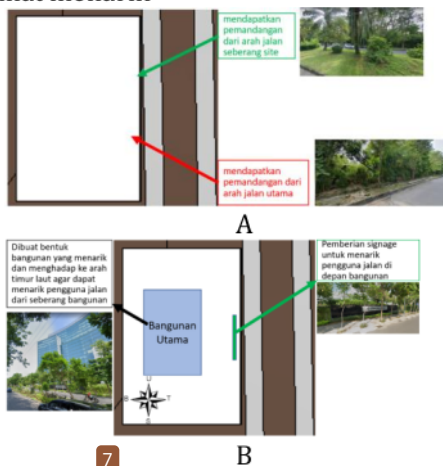 mendapatkan
pemandangan
dari arah jalan
seberang site
mendapatkan
pemandangan dari
arah jalan utama
A
Dibuat bentuk
bangunan yang menarik
dan menghadap ke arah
timur laut agar dapat
menarik pengguna jalan
dari seberang bangunan
Pemberian signage
untuk menarik
pengguna jalan di
depan bangunan
Bangunan
Utama
U
B T
S
7
B